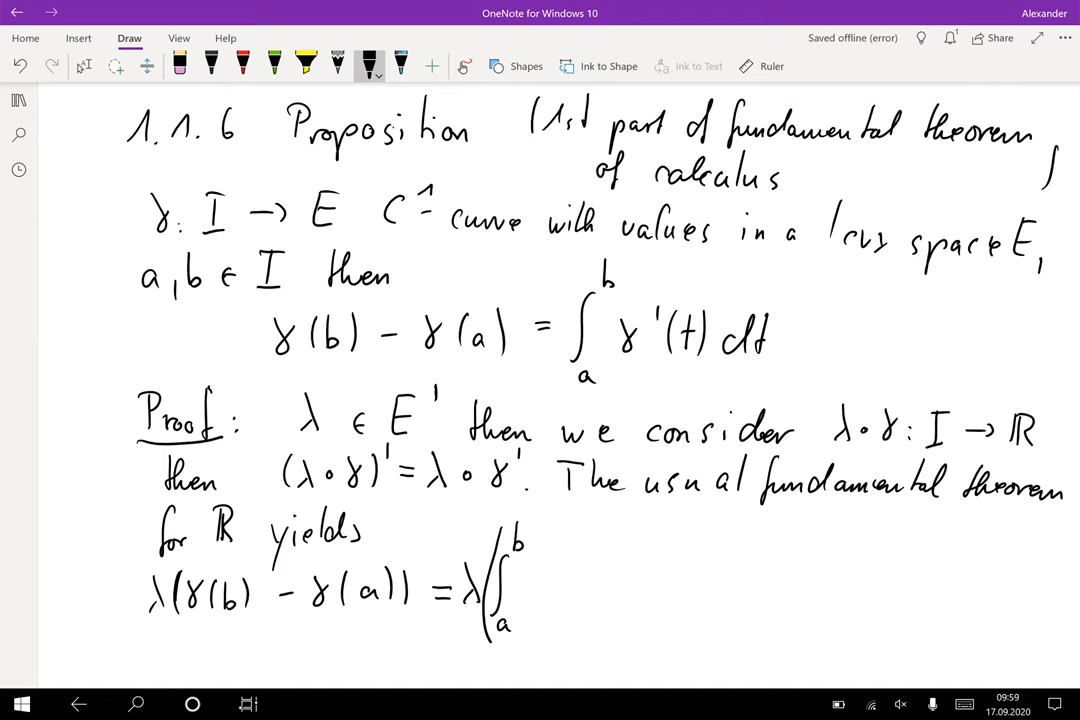 OneNote for Windows 10
Alexander
Home Insert Draw View Help
Saved offline (error) Share
Shapes Ink to Shape Ink to Text Ruler
1.1.6 Proposition (1st part of fundamental theorem
of calculus )
γ: I → E C¹- curve with values in a lcvs space E,
a, b ∈ I then
γ(b) - γ(a) = ∫_a^b γ'(t) dt
Proof: λ ∈ E' then we consider λ∘γ: I → ℝ
then (λ∘γ)' = λ∘γ'. The usual fundamental theorem
for ℝ yields
λ(γ(b) - γ(a)) = λ(∫_a^b
09:59
17.09.2020